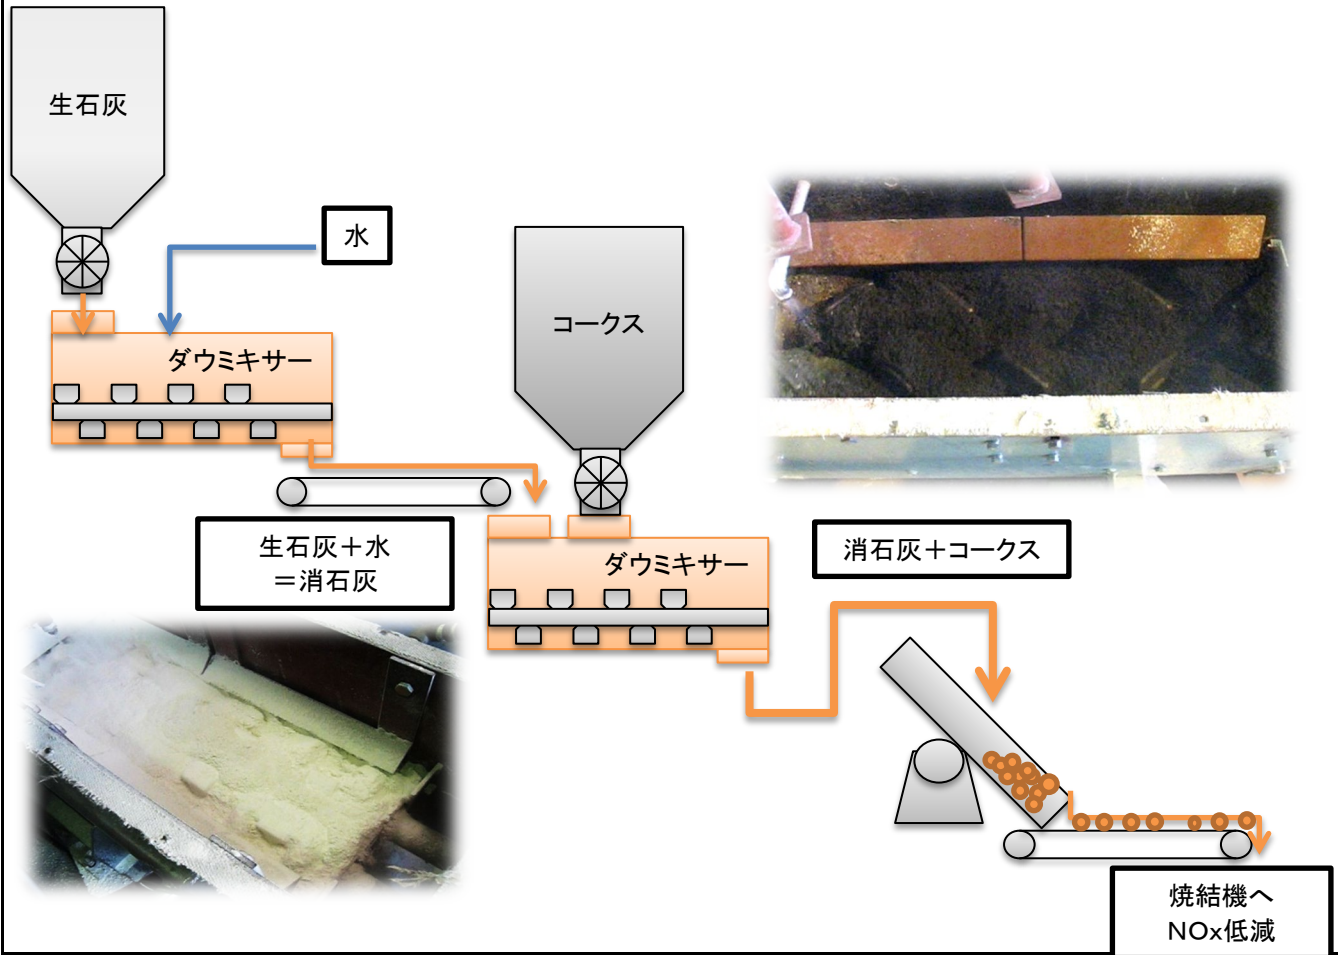 生石灰
水
ダウミキサー
コークス
生石灰＋水
＝消石灰
ダウミキサー
消石灰＋コークス
焼結機へ
NOx低減